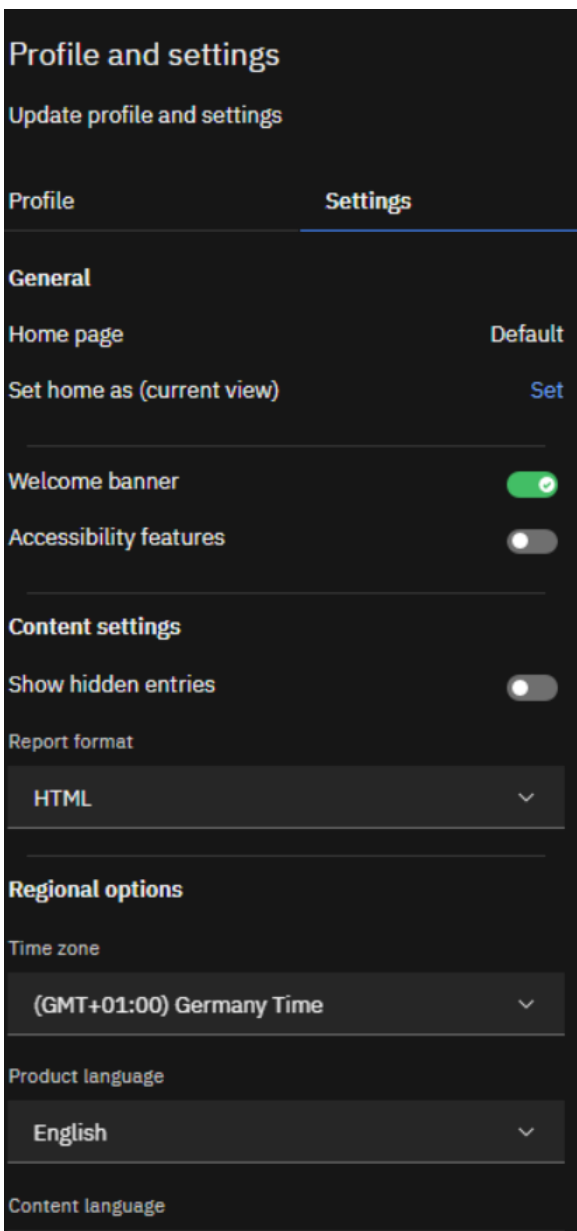 Profile and settings
Update profile and settings
Profile Settings
General
Home page Default
Set home as (current view) Set
Welcome banner
Accessibility features
Content settings
Show hidden entries
Report format
HTML
Regional options
Time zone
(GMT+01:00) Germany Time
Product language
English
Content language